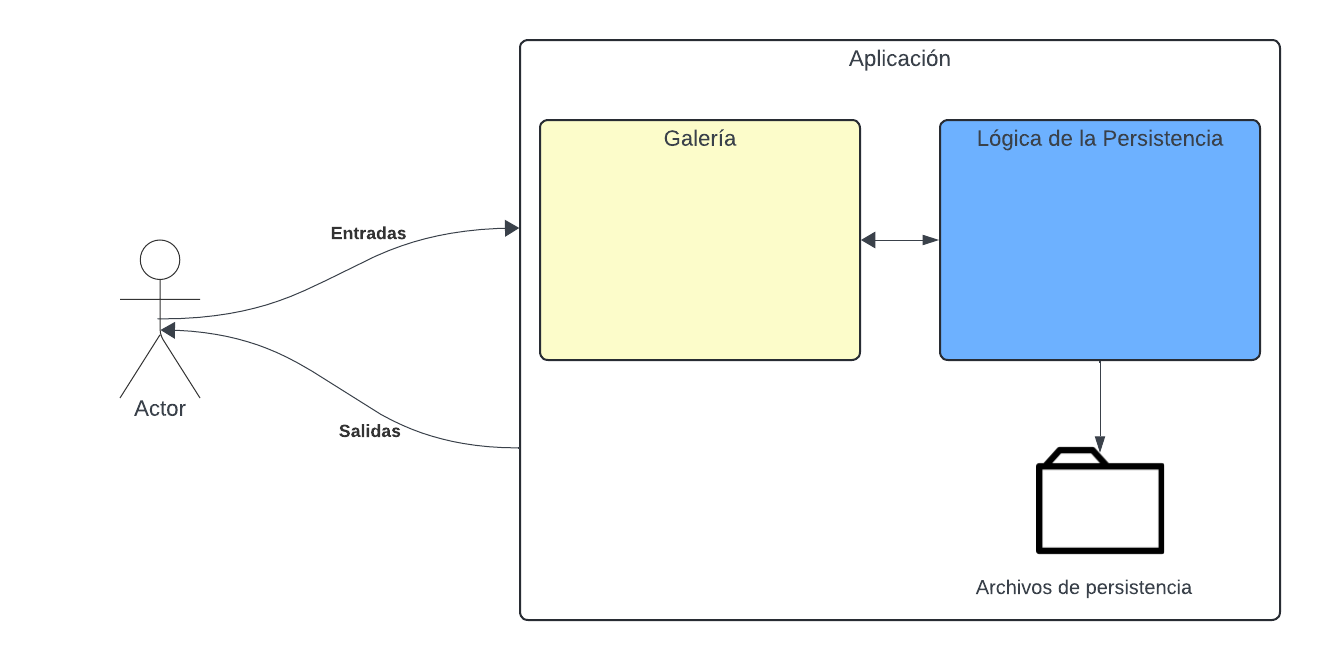 Aplicación
Galería
Lógica de la Persistencia
Entradas
Actor
Salidas
Archivos de persistencia